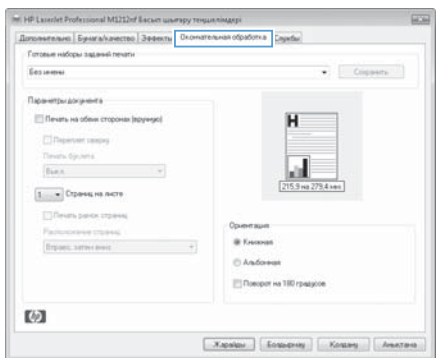 HP LaserJet Professional M1212nf Басып шығару теңшелімдері
Дополнительно Бумага/качество Эффекты Окончательная обработка Службы
Готовые наборы заданий печати
Без имени Сохранить
Параметры документа
Печать на обеих сторонах (вручную)
Переплет сверху
Печать буклета
Выкл.
1 Страниц на листе
Печать рамок страниц
Расположение страниц
Вправо, затем вниз
215,9 на 279,4 мм
Ориентация
Книжная
Альбомная
Поворот на 180 градусов
Жарайды Болдырмау Қолдану Анықтама